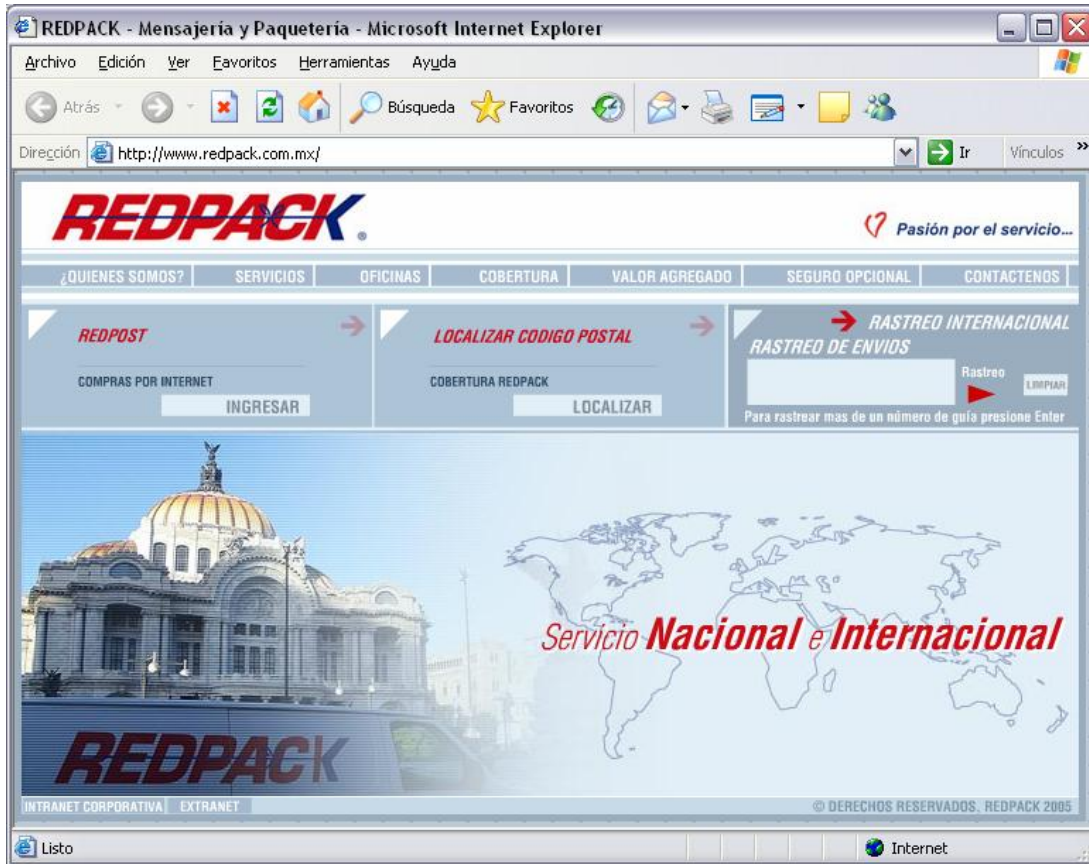 REDPACK - Mensajería y Paquetería - Microsoft Internet Explorer
Archivo Edición Ver Favoritos Herramientas Ayuda
Atrás Búsqueda Favoritos
Dirección http://www.redpack.com.mx/ Ir Vínculos »
REDPACK®
Pasión por el servicio...
¿QUIENES SOMOS? SERVICIOS OFICINAS COBERTURA VALOR AGREGADO SEGURO OPCIONAL CONTACTENOS
REDPOST
COMPRAS POR INTERNET
INGRESAR
LOCALIZAR CODIGO POSTAL
COBERTURA REDPACK
LOCALIZAR
RASTREO INTERNACIONAL
RASTREO DE ENVIOS
Rastreo
LIMPIAR
Para rastrear mas de un número de guía presione Enter
Servicio Nacional e Internacional
REDPACK
INTRANET CORPORATIVA EXTRANET
© DERECHOS RESERVADOS, REDPACK 2005
Listo Internet